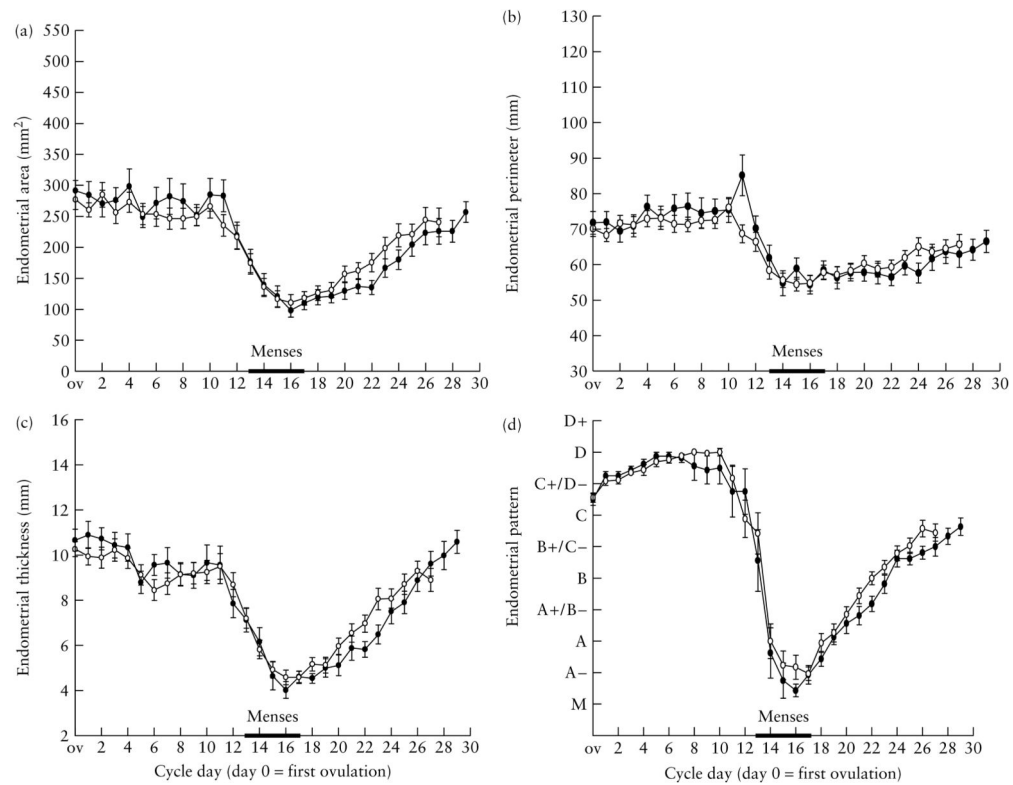 (a)
550
500
450
400
350
300
250
200
150
100
50
0
Endometrial area (mm²)
Menses
ov 2 4 6 8 10 12 14 16 18 20 22 24 26 28 30
(b)
130
120
110
100
90
80
70
60
50
40
30
Endometrial perimeter (mm)
Menses
ov 2 4 6 8 10 12 14 16 18 20 22 24 26 28 30
(c)
16
14
12
10
8
6
4
2
Endometrial thickness (mm)
Menses
ov 2 4 6 8 10 12 14 16 18 20 22 24 26 28 30
Cycle day (day 0 = first ovulation)
(d)
D+
D
C+/D−
C
B+/C−
B
A+/B−
A
A−
M
Endometrial pattern
Menses
ov 2 4 6 8 10 12 14 16 18 20 22 24 26 28 30
Cycle day (day 0 = first ovulation)